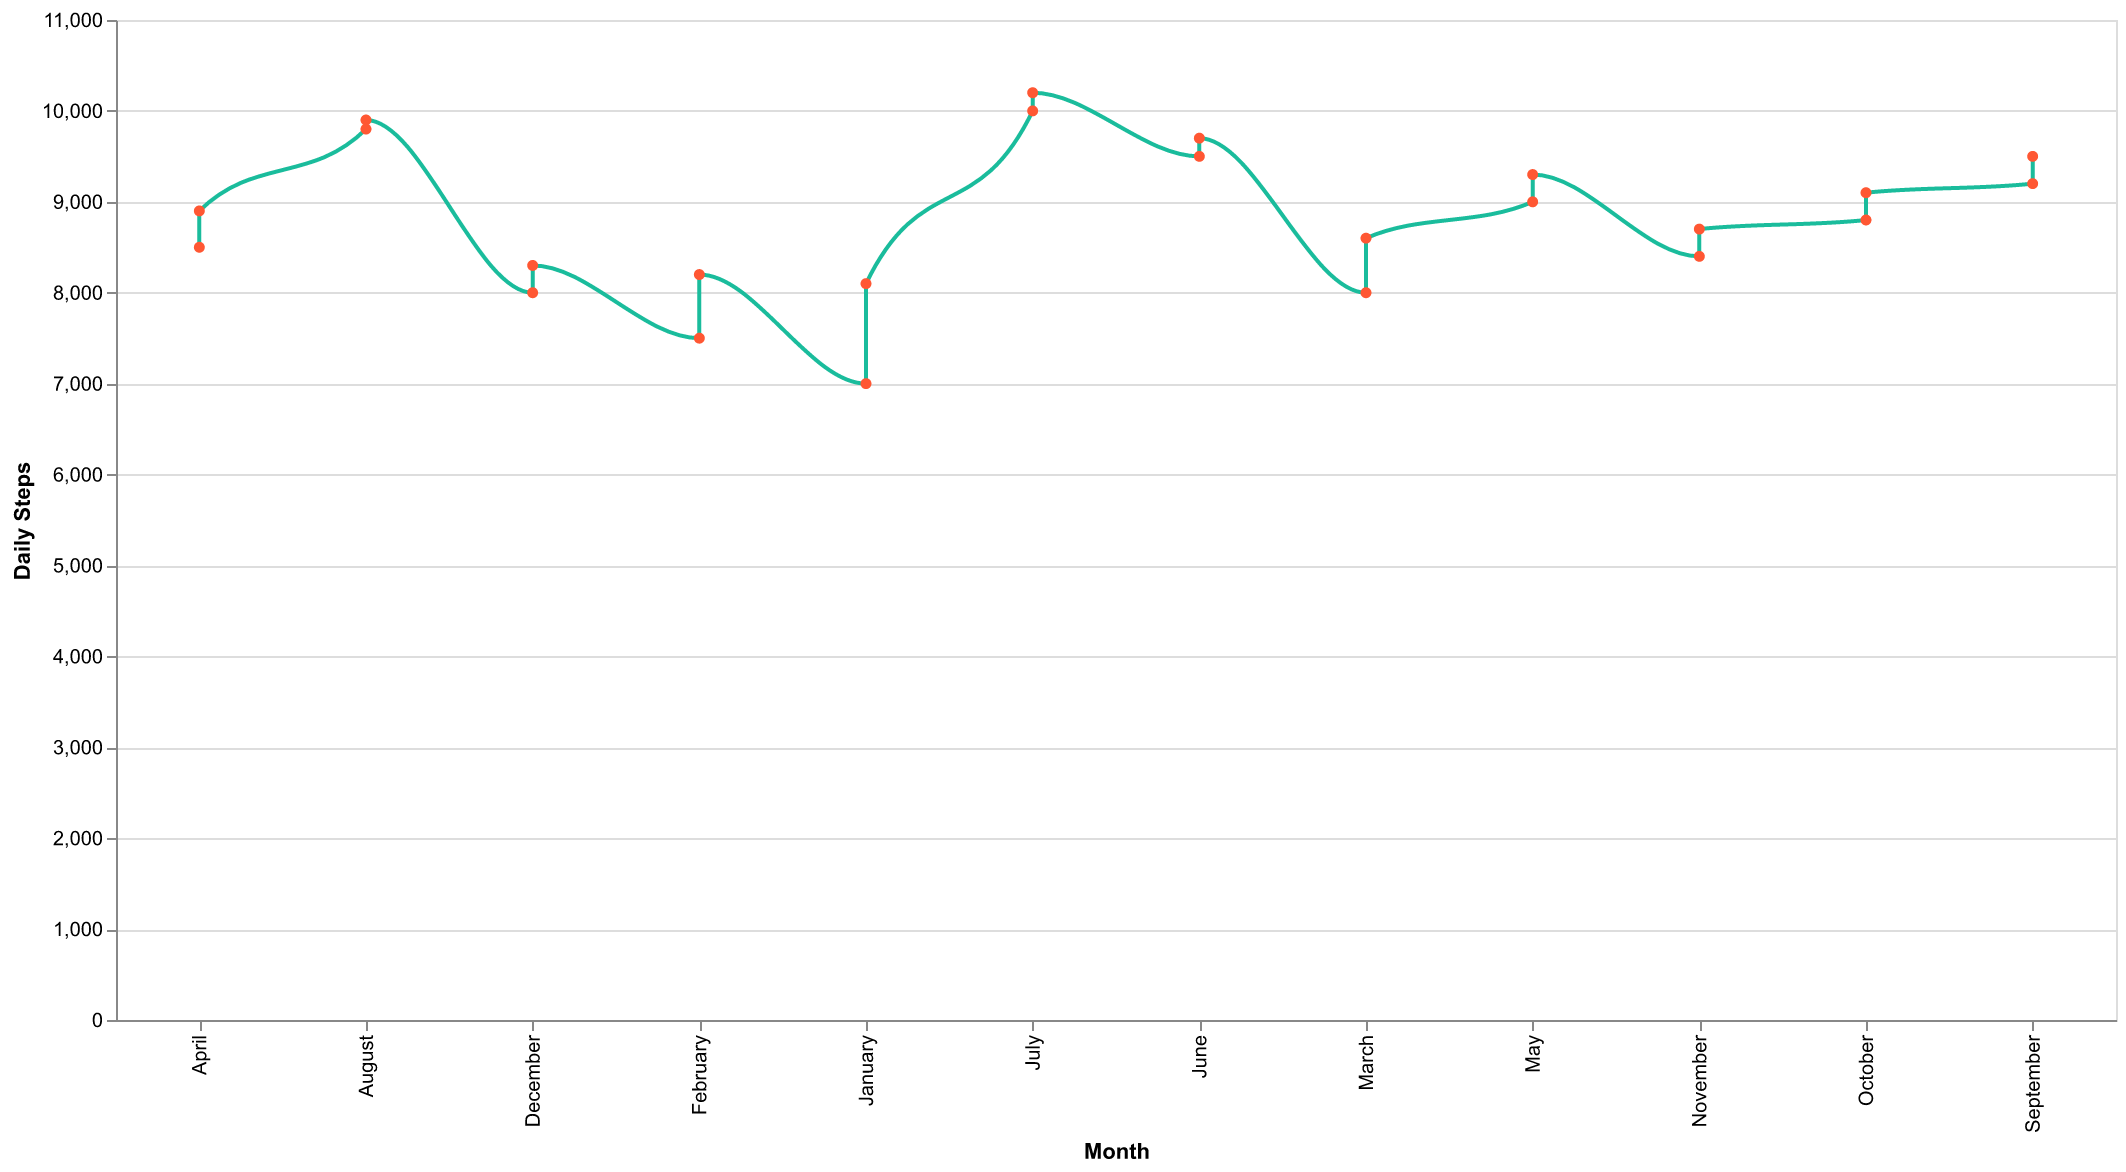 11,000
10,000
9,000
8,000
7,000
6,000
5,000
4,000
3,000
2,000
1,000
0
Daily Steps
April
August
December
February
January
July
June
March
May
November
October
September
Month